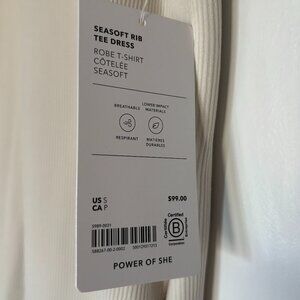 SEASOFT RIB
TEE DRESS
ROBE T-SHIRT
CÔTELÉE
SEASOFT
BREATHABLE
LOWER IMPACT
MATERIALS
RESPIRANT
MATIÈRES
DURABLES
US S
CA P
$99.00
Certified
B
Corporation
POWER OF SHE